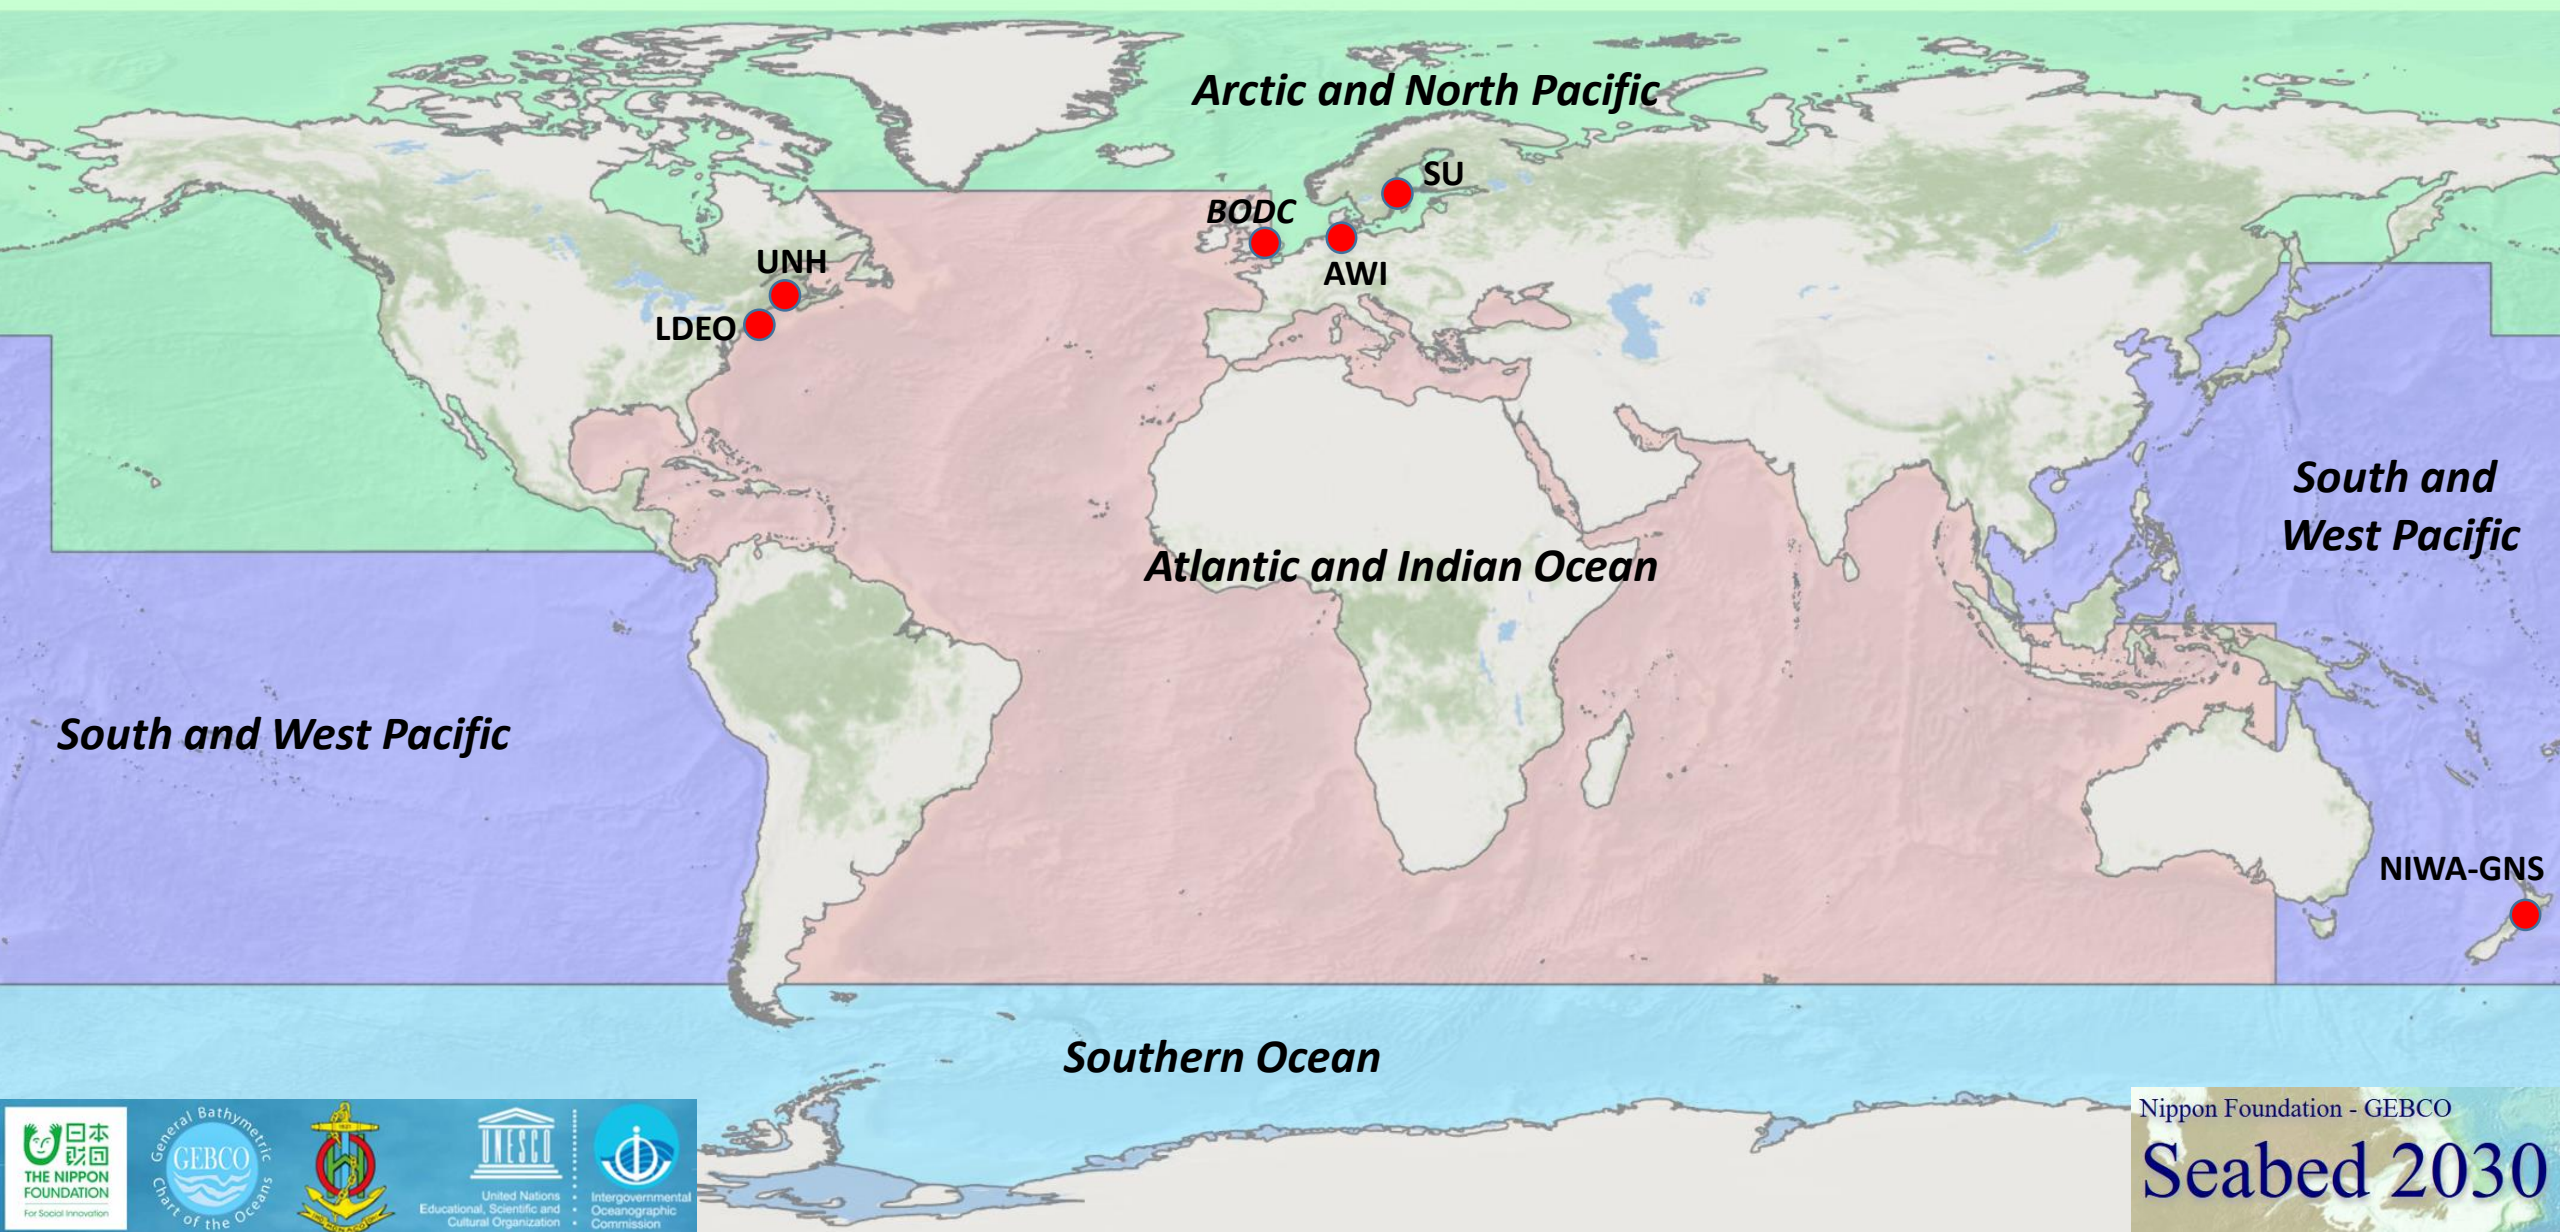 Arctic and North Pacific
SU
BODC
UNH
AWI
LDEO
South and
West Pacific
Atlantic and Indian Ocean
South and West Pacific
NIWA-GNS
Southern Ocean
日本
財団
THE NIPPON
FOUNDATION
For Social Innovation
General Bathymetric
GEBCO
Chart of the Oceans
UNESCO
United Nations
Educational, Scientific and
Cultural Organization
Intergovernmental
Oceanographic
Commission
Nippon Foundation - GEBCO
Seabed 2030